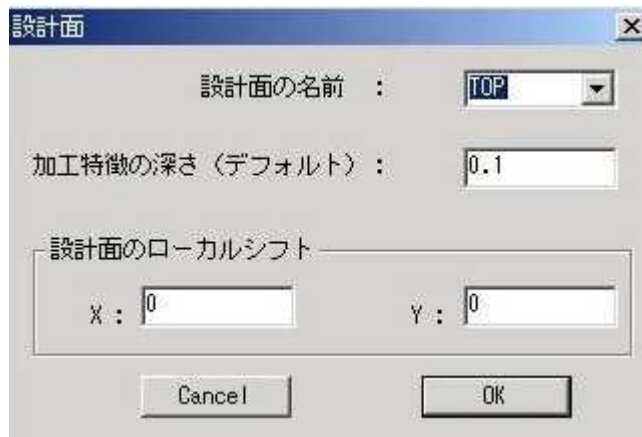 設計面
設計面の名前 : TOP
加工特徴の深さ(デフォルト): 0.1
設計面のローカルシフト
X : 0 Y : 0
Cancel OK